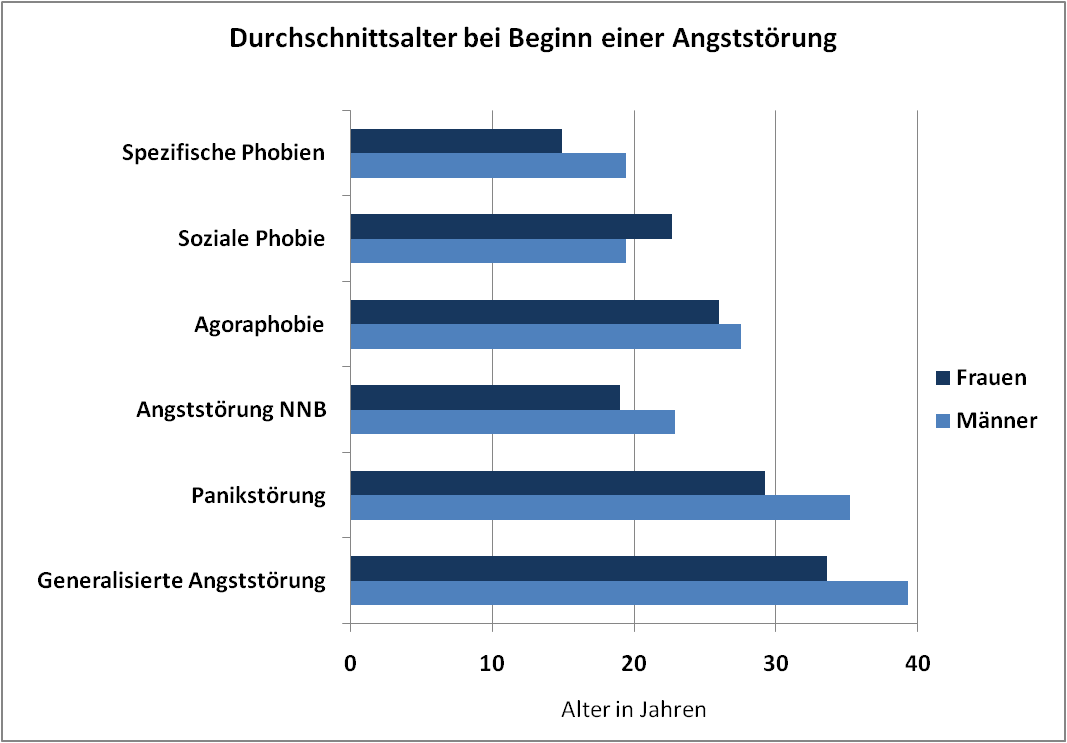 Durchschnittsalter bei Beginn einer Angststörung
Spezifische Phobien
Soziale Phobie
Agoraphobie
Angststörung NNB
Panikstörung
Generalisierte Angststörung
Frauen
Männer
0 10 20 30 40
Alter in Jahren